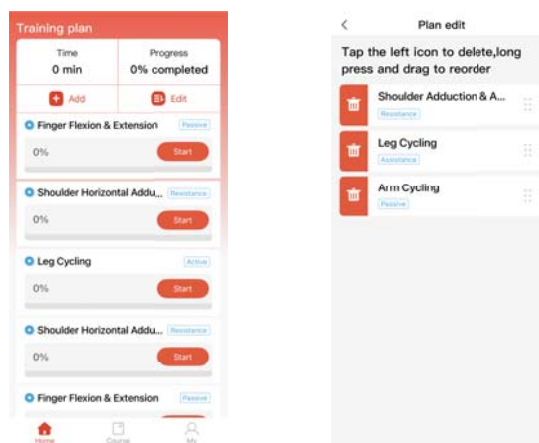 Training plan
Time
0 min
Progress
0% completed
Add
Edit
Finger Flexion & Extension
Passive
0%
Start
Shoulder Horizontal Addu...
Resistance
0%
Start
Leg Cycling
Active
0%
Start
Shoulder Horizontal Addu...
Resistance
0%
Start
Finger Flexion & Extension
Passive
Home
Course
My
Plan edit
Tap the left icon to delete,long
press and drag to reorder
Shoulder Adduction & A...
Resistance
Leg Cycling
Assistance
Arm Cycling
Passive